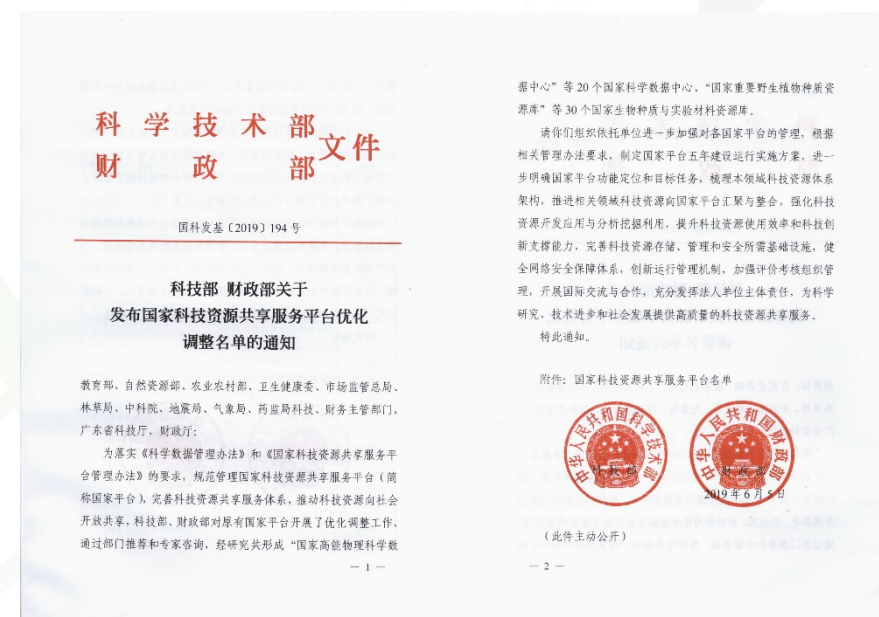 科学技术部
财政部
文件
国科发基〔2019〕194 号
科技部 财政部关于
发布国家科技资源共享服务平台优化
调整名单的通知
教育部、自然资源部、农业农村部、卫生健康委、市场监管总局、
林草局、中科院、地震局、气象局、药监局科技、财务主管部门，
广东省科技厅、财政厅：
为落实《科学数据管理办法》和《国家科技资源共享服务平
台管理办法》的要求，规范管理国家科技资源共享服务平台（简
称国家平台），完善科技资源共享服务体系，推动科技资源向社会
开放共享，科技部、财政部对原有国家平台开展了优化调整工作，
通过部门推荐和专家咨询，经研究共形成“国家高能物理科学数
— 1 —
据中心”等 20 个国家科学数据中心、“国家重要野生植物种质资
源库”等 30 个国家生物种质与实验材料资源库。
请你们组织依托单位进一步加强对各国家平台的管理，根据
相关管理办法要求，制定国家平台五年建设运行实施方案，进一
步明确国家平台功能定位和目标任务，梳理本领域科技资源体系
架构，推进相关领域科技资源向国家平台汇聚与整合，强化科技
资源开发应用与分析挖掘利用，提升科技资源使用效率和科技创
新支撑能力，完善科技资源存储、管理和安全所需基础设施，健
全网络安全保障体系，创新运行管理机制，加强评价考核组织管
理，开展国际交流与合作，充分发挥法人单位主体责任，为科学
研究、技术进步和社会发展提供高质量的科技资源共享服务。
特此通知。
附件：国家科技资源共享服务平台名单
中华人民共和国科学技术部
中华人民共和国财政部
财 政 部
2019 年 6 月 5 日
（此件主动公开）
— 2 —